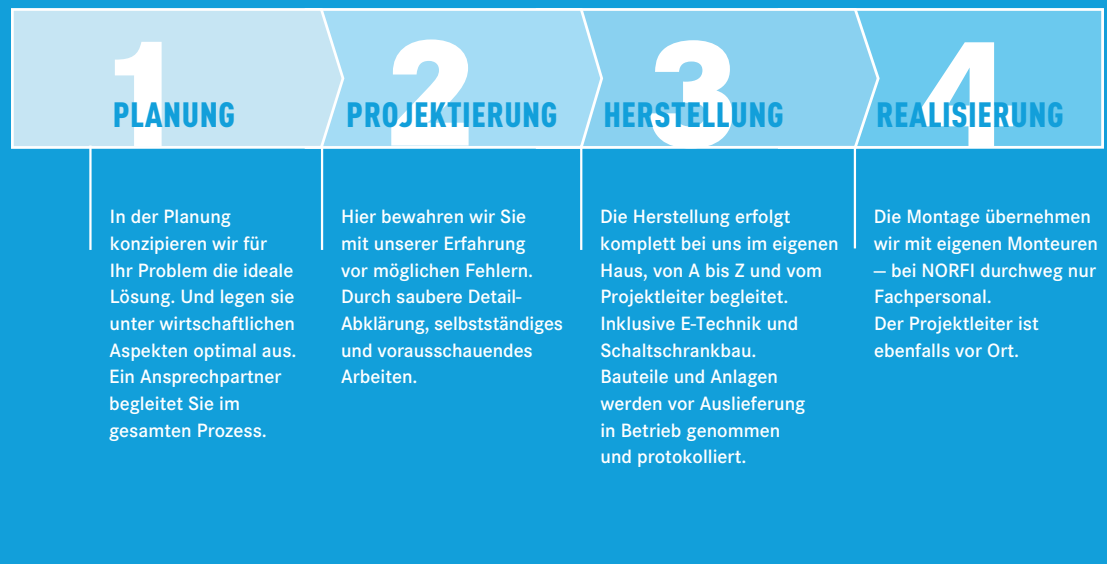 1
PLANUNG
In der Planung
konzipieren wir für
Ihr Problem die ideale
Lösung. Und legen sie
unter wirtschaftlichen
Aspekten optimal aus.
Ein Ansprechpartner
begleitet Sie im
gesamten Prozess.
2
PROJEKTIERUNG
Hier bewahren wir Sie
mit unserer Erfahrung
vor möglichen Fehlern.
Durch saubere Detail-
Abklärung, selbstständiges
und vorausschauendes
Arbeiten.
3
HERSTELLUNG
Die Herstellung erfolgt
komplett bei uns im eigenen
Haus, von A bis Z und vom
Projektleiter begleitet.
Inklusive E-Technik und
Schaltschrankbau.
Bauteile und Anlagen
werden vor Auslieferung
in Betrieb genommen
und protokolliert.
4
REALISIERUNG
Die Montage übernehmen
wir mit eigenen Monteuren
– bei NORFI durchweg nur
Fachpersonal.
Der Projektleiter ist
ebenfalls vor Ort.